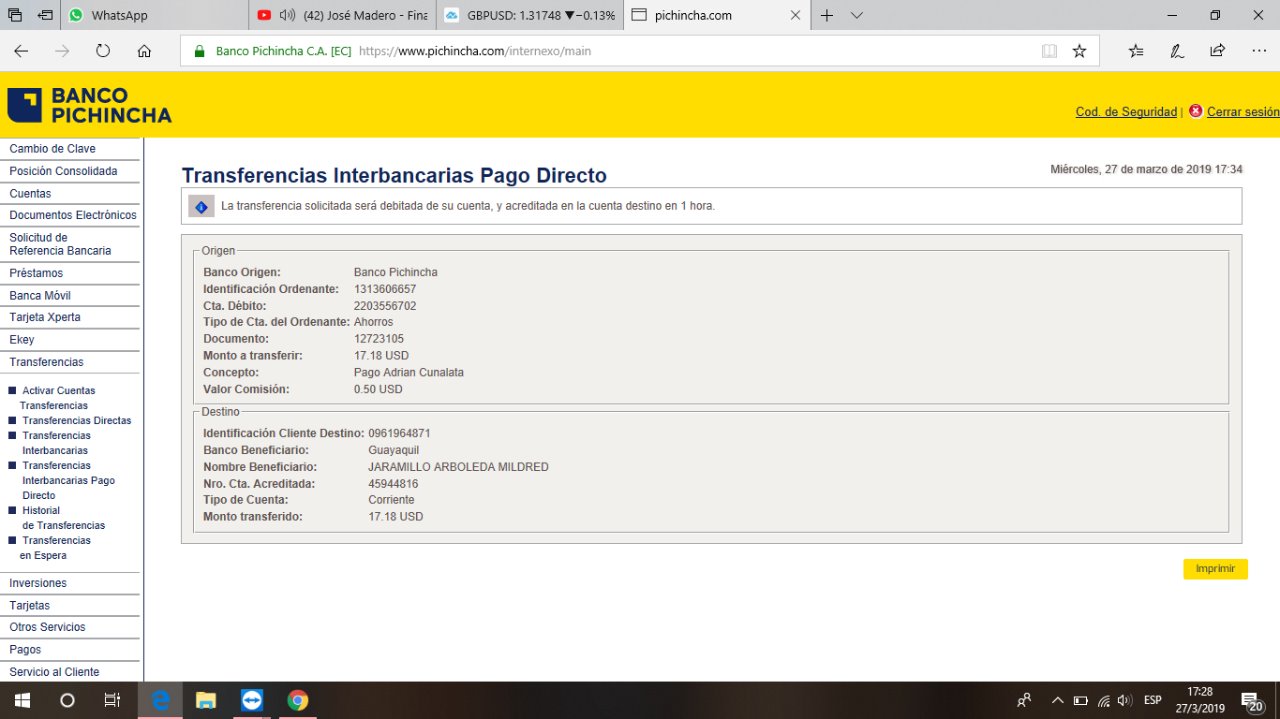 WhatsApp
(42) José Madero - Fina
GBPUSD: 1.31748 ▼−0.13%
pichincha.com
Banco Pichincha C.A. [EC] https://www.pichincha.com/internexo/main
BANCO
PICHINCHA
Cod. de Seguridad | Cerrar sesión
Cambio de Clave
Posición Consolidada
Cuentas
Documentos Electrónicos
Solicitud de
Referencia Bancaria
Préstamos
Banca Móvil
Tarjeta Xperta
Ekey
Transferencias
Activar Cuentas
Transferencias
Transferencias Directas
Transferencias
Interbancarias
Transferencias
Interbancarias Pago
Directo
Historial
de Transferencias
Transferencias
en Espera
Inversiones
Tarjetas
Otros Servicios
Pagos
Servicio al Cliente
Transferencias Interbancarias Pago Directo
Miércoles, 27 de marzo de 2019 17:34
La transferencia solicitada será debitada de su cuenta, y acreditada en la cuenta destino en 1 hora.
Origen
Banco Origen: Banco Pichincha
Identificación Ordenante: 1313606657
Cta. Débito: 2203556702
Tipo de Cta. del Ordenante: Ahorros
Documento: 12723105
Monto a transferir: 17.18 USD
Concepto: Pago Adrian Cunalata
Valor Comisión: 0.50 USD
Destino
Identificación Cliente Destino: 0961964871
Banco Beneficiario: Guayaquil
Nombre Beneficiario: JARAMILLO ARBOLEDA MILDRED
Nro. Cta. Acreditada: 45944816
Tipo de Cuenta: Corriente
Monto transferido: 17.18 USD
Imprimir
ESP
17:28
27/3/2019
20